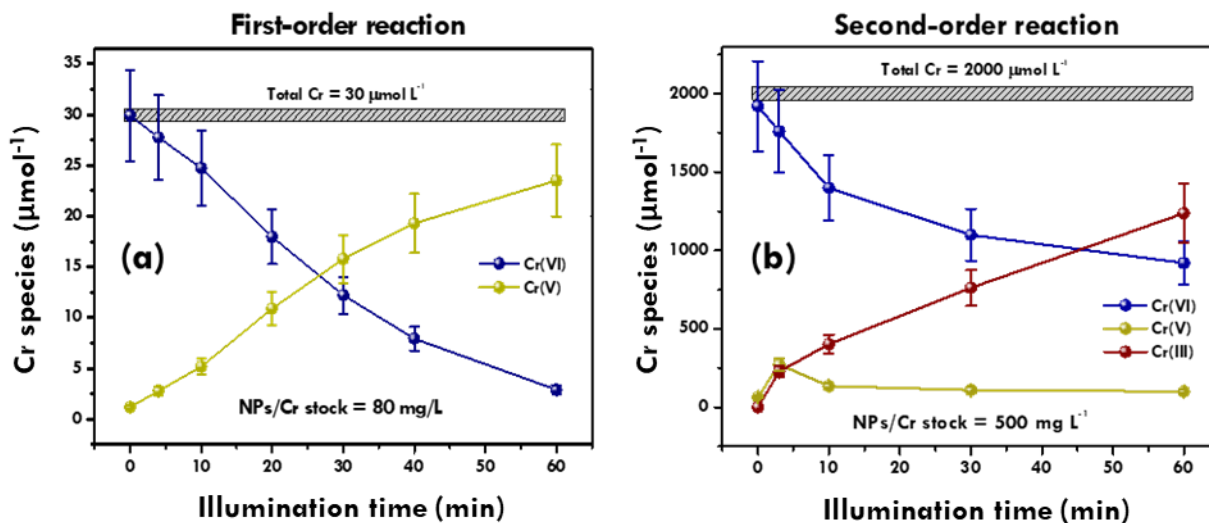 First-order reaction
Total Cr = 30 μmol L⁻¹
35
30
25
20
15
10
5
0
Cr species (μmol⁻¹)
(a)
Cr(VI)
Cr(V)
NPs/Cr stock = 80 mg/L
0 10 20 30 40 50 60
Illumination time (min)
Second-order reaction
Total Cr = 2000 μmol L⁻¹
2000
1500
1000
500
0
Cr species (μmol⁻¹)
(b)
Cr(VI)
Cr(V)
Cr(III)
NPs/Cr stock = 500 mg L⁻¹
0 10 20 30 40 50 60
Illumination time (min)